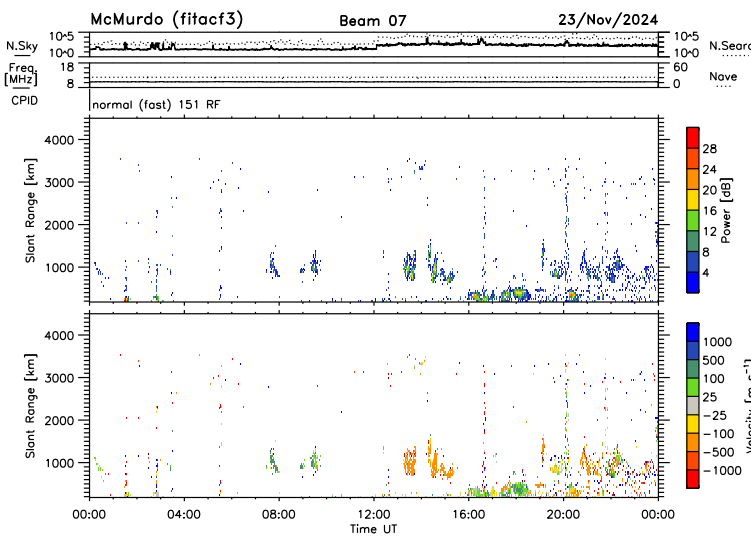 McMurdo (fitacf3) Beam 07 23/Nov/2024
N.Sky 10^5 10^0 10^5 10^0 N.Searc
Freq. [MHz] 18 8 60 0 Nave
CPID normal (fast) 151 RF
Slant Range [km] 4000 3000 2000 1000
Power [dB] 28 24 20 16 12 8 4
Slant Range [km] 4000 3000 2000 1000
Velocity [m s^-1] 1000 500 100 25 -25 -100 -500 -1000
00:00 04:00 08:00 12:00 16:00 20:00 00:00
Time UT